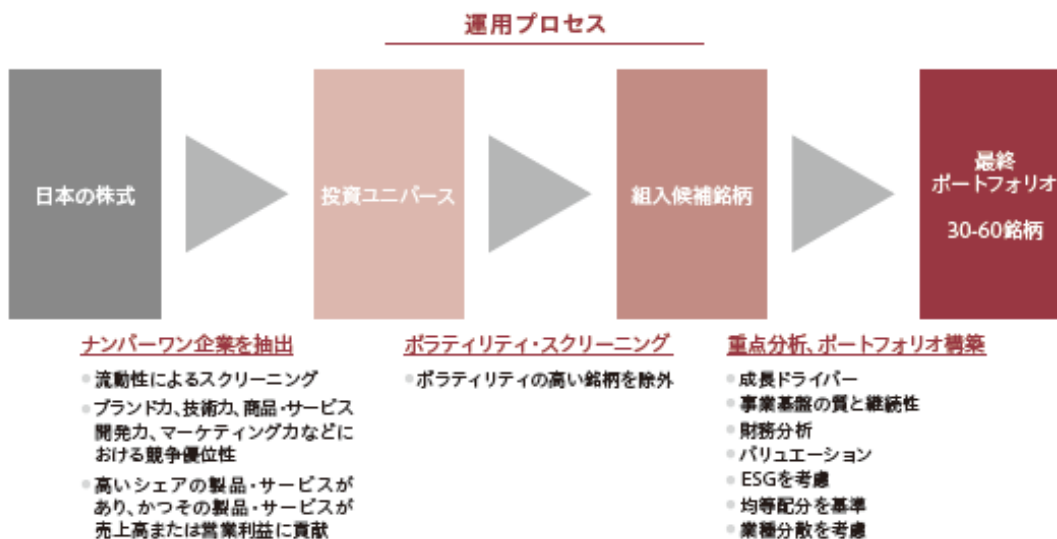 運用プロセス
日本の株式
投資ユニバース
組入候補銘柄
最終
ポートフォリオ
30-60銘柄
ナンバーワン企業を抽出
流動性によるスクリーニング
ブランド力、技術力、商品・サービス
開発力、マーケティング力などに
おける競争優位性
高いシェアの製品・サービスが
あり、かつその製品・サービスが
売上高または営業利益に貢献
ボラティリティ・スクリーニング
ボラティリティの高い銘柄を除外
重点分析、ポートフォリオ構築
成長ドライバー
事業基盤の質と継続性
財務分析
バリュエーション
ESGを考慮
均等配分を基準
業種分散を考慮